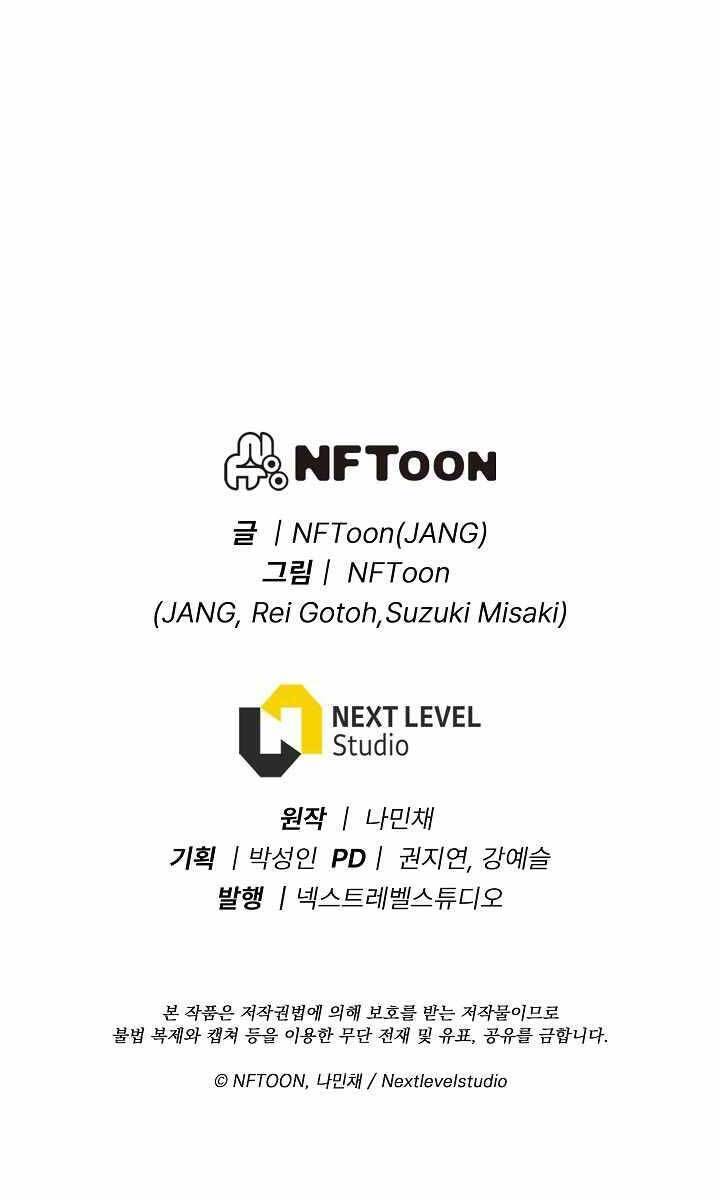 NFTOON
글 | NFToon(JANG)
그림 | NFToon
(JANG, Rei Gotoh,Suzuki Misaki)
NEXT LEVEL
Studio
원작 | 나민채
기획 | 박성인 PD | 권지연, 강예슬
발행 | 넥스트레벨스튜디오
본 작품은 저작권법에 의해 보호를 받는 저작물이므로
불법 복제와 캡쳐 등을 이용한 무단 전재 및 유표, 공유를 금합니다.
© NFTOON, 나민채 / Nextlevelstudio